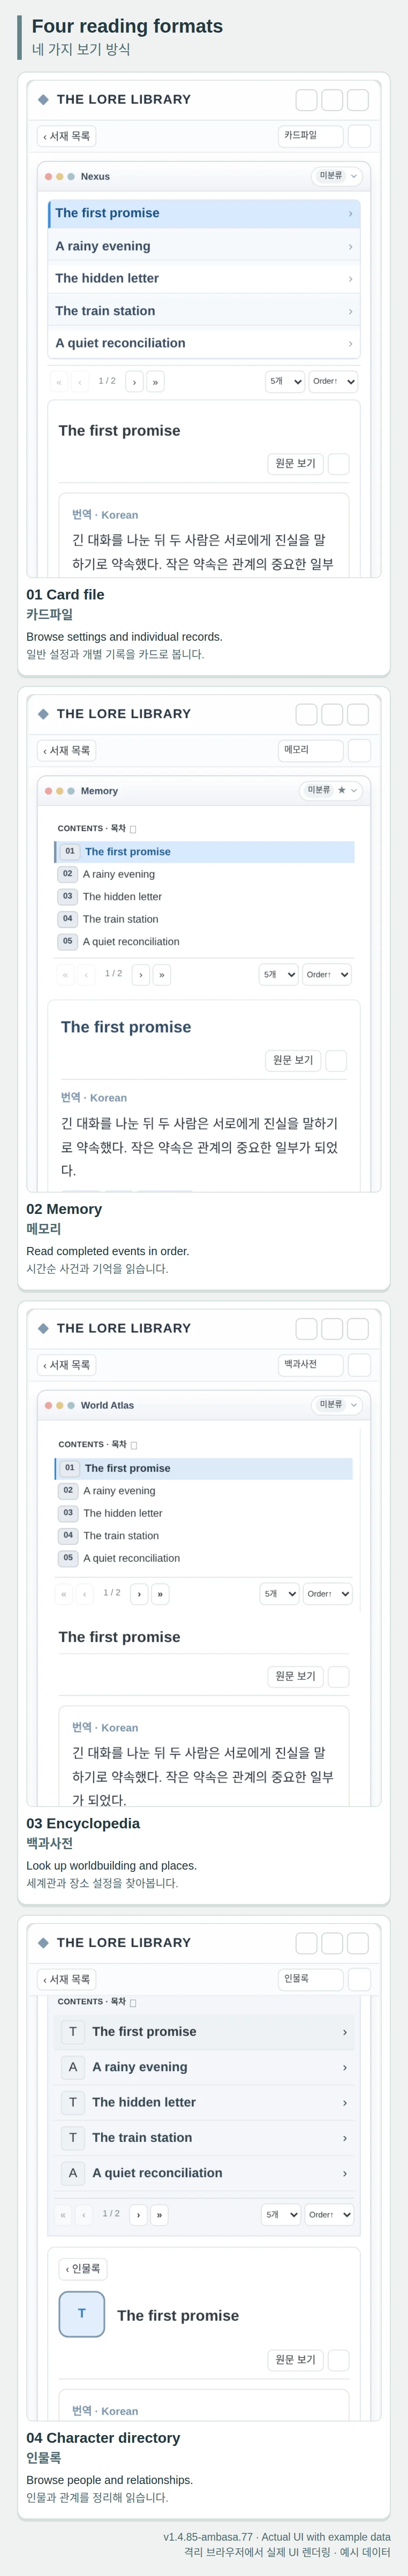 Four reading formats
네 가지 보기 방식
THE LORE LIBRARY
‹ 서재 목록
카드파일
Nexus
미분류
The first promise ›
A rainy evening ›
The hidden letter ›
The train station ›
A quiet reconciliation ›
« ‹ 1 / 2 › »
5개
Order↑
The first promise
원문 보기
번역 · Korean
긴 대화를 나눈 뒤 두 사람은 서로에게 진실을 말
하기로 약속했다. 작은 약속은 관계의 중요한 일부
01 Card file
카드파일
Browse settings and individual records.
일반 설정과 개별 기록을 카드로 봅니다.
THE LORE LIBRARY
‹ 서재 목록
메모리
Memory
미분류 ★
CONTENTS · 목차
01 The first promise
02 A rainy evening
03 The hidden letter
04 The train station
05 A quiet reconciliation
« ‹ 1 / 2 › »
5개
Order↑
The first promise
원문 보기
번역 · Korean
긴 대화를 나눈 뒤 두 사람은 서로에게 진실을 말하기
로 약속했다. 작은 약속은 관계의 중요한 일부가 되었
다.
02 Memory
메모리
Read completed events in order.
시간순 사건과 기억을 읽습니다.
THE LORE LIBRARY
‹ 서재 목록
백과사전
World Atlas
미분류
CONTENTS · 목차
01 The first promise
02 A rainy evening
03 The hidden letter
04 The train station
05 A quiet reconciliation
« ‹ 1 / 2 › »
5개
Order↑
The first promise
원문 보기
번역 · Korean
긴 대화를 나눈 뒤 두 사람은 서로에게 진실을 말
하기로 약속했다. 작은 약속은 관계의 중요한 일부
가 되었다.
03 Encyclopedia
백과사전
Look up worldbuilding and places.
세계관과 장소 설정을 찾아봅니다.
THE LORE LIBRARY
‹ 서재 목록
인물록
CONTENTS · 목차
T The first promise ›
A A rainy evening ›
T The hidden letter ›
T The train station ›
A A quiet reconciliation ›
« ‹ 1 / 2 › »
5개
Order↑
‹ 인물록
T The first promise
원문 보기
번역 · Korean
04 Character directory
인물록
Browse people and relationships.
인물과 관계를 정리해 읽습니다.
v1.4.85-ambasa.77 · Actual UI with example data
격리 브라우저에서 실제 UI 렌더링 · 예시 데이터